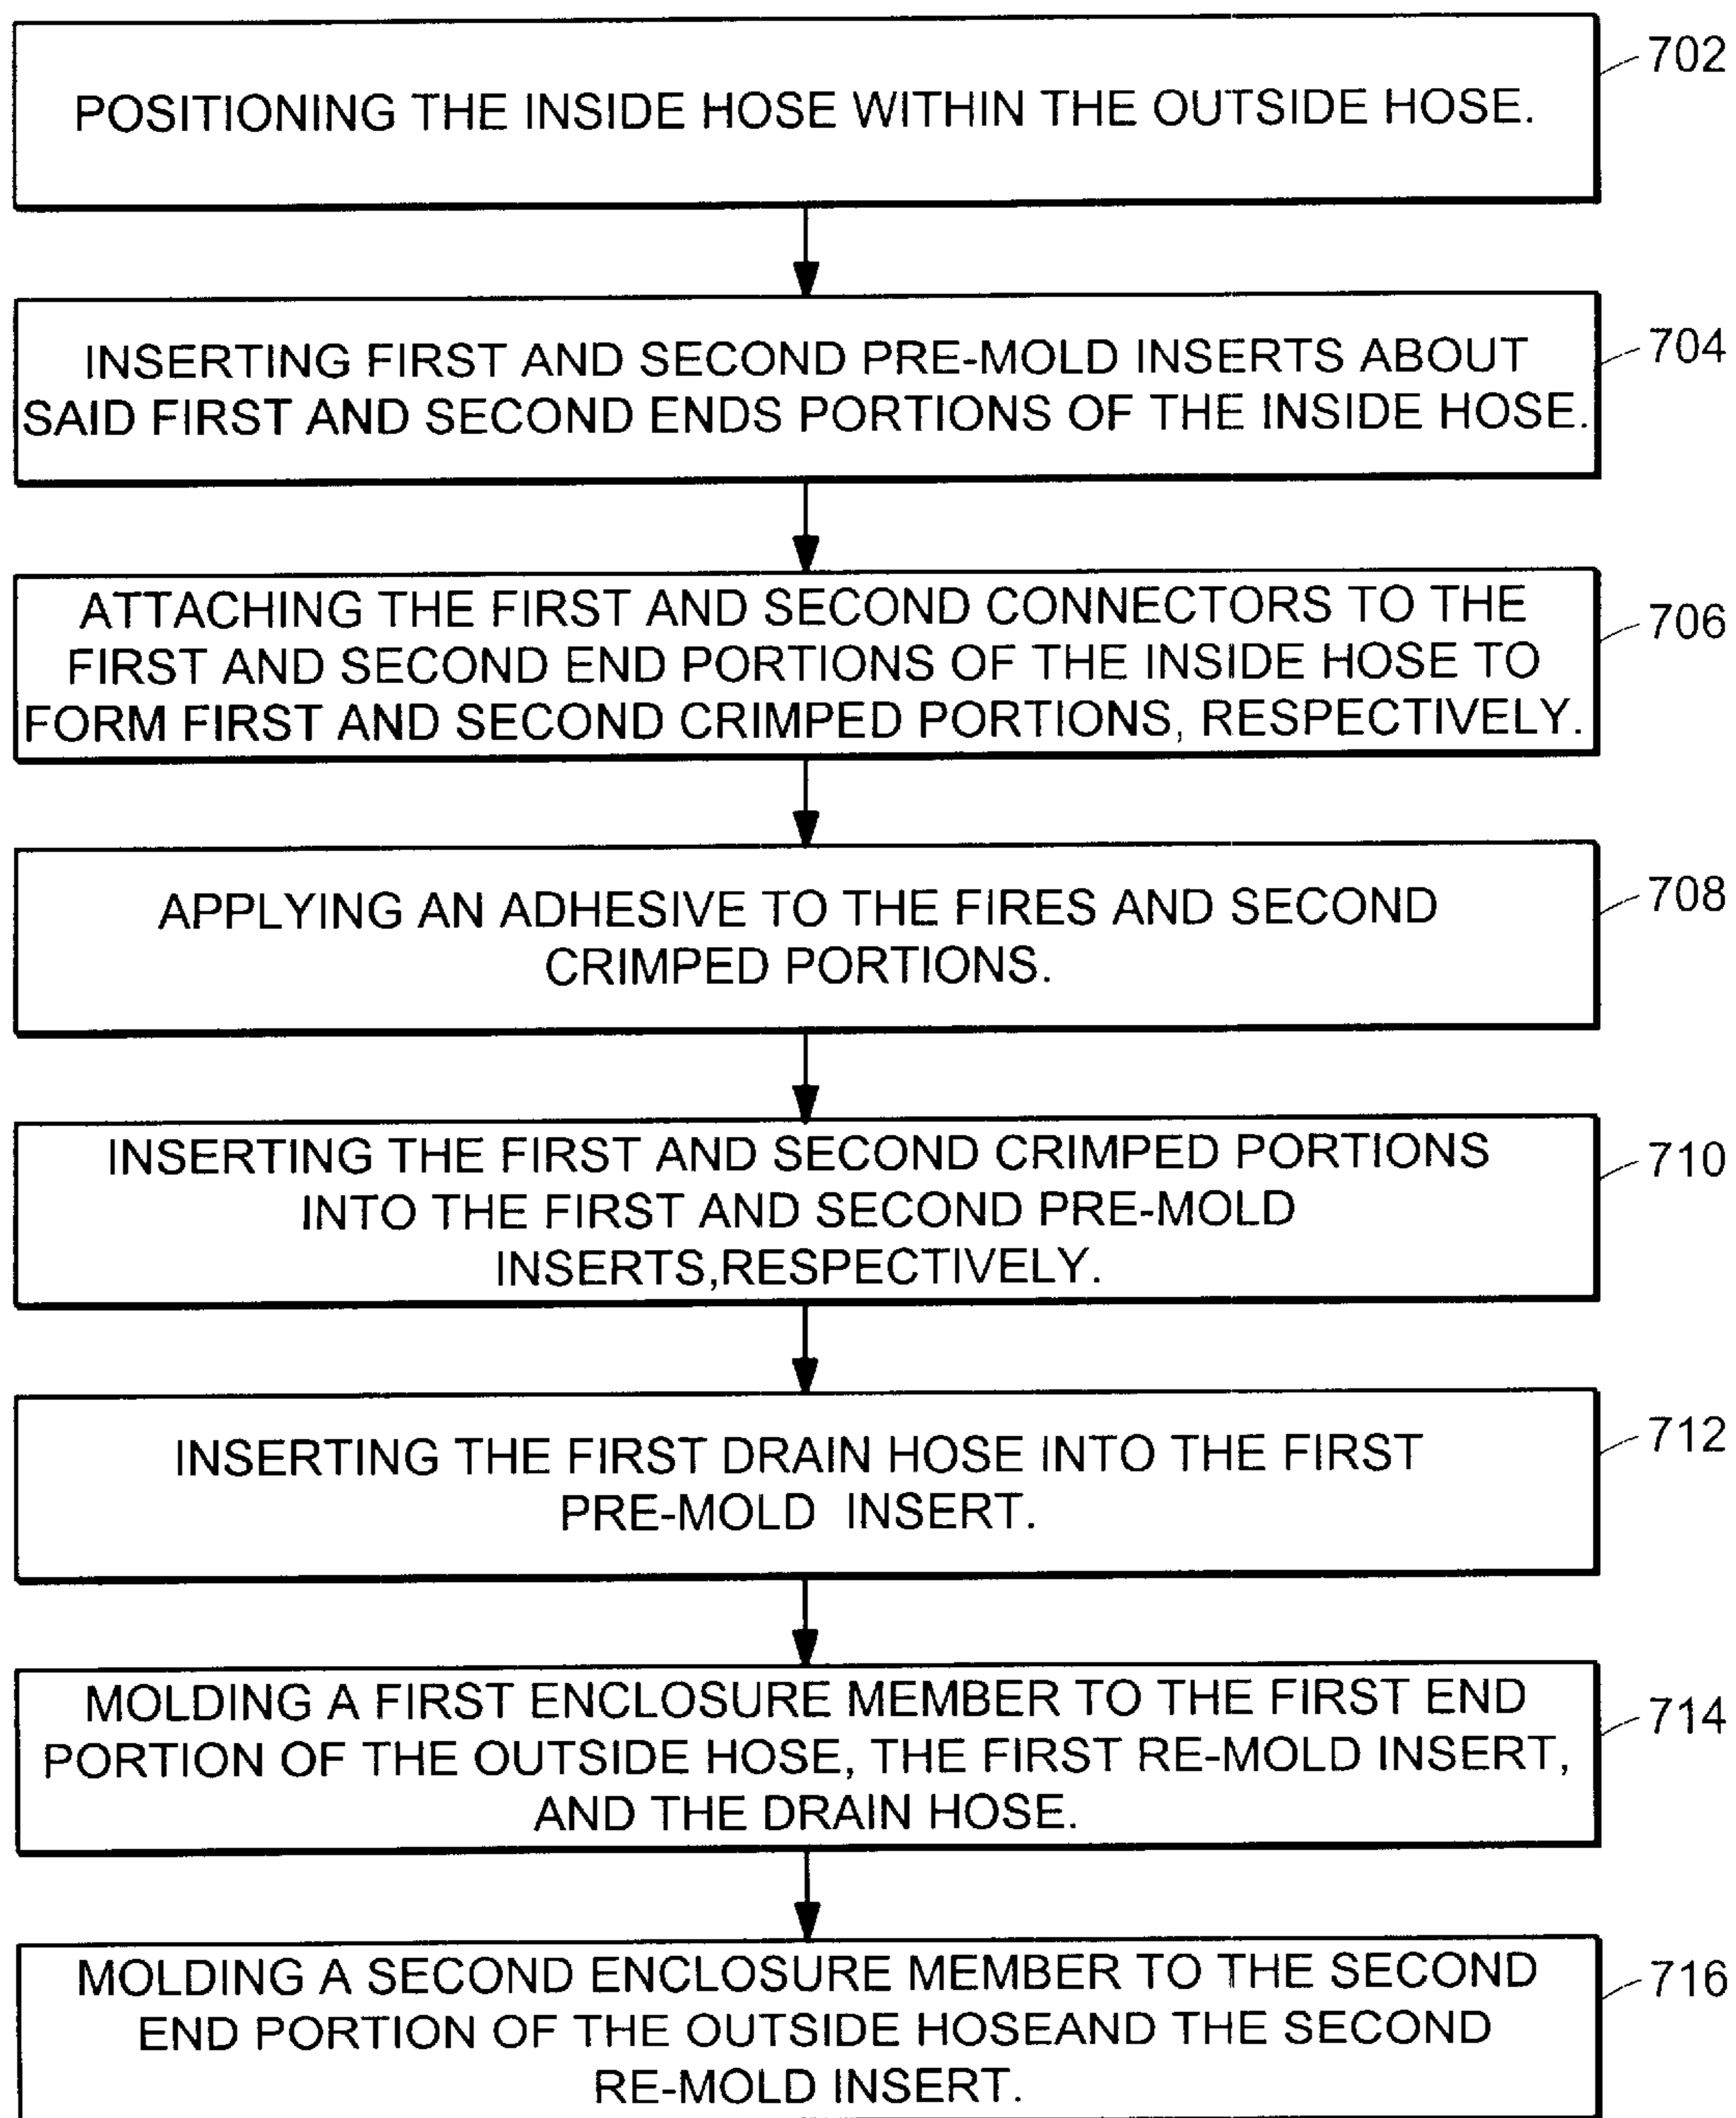 POSITIONING THE INSIDE HOSE WITHIN THE OUTSIDE HOSE.
702
INSERTING FIRST AND SECOND PRE-MOLD INSERTS ABOUT
SAID FIRST AND SECOND ENDS PORTIONS OF THE INSIDE HOSE.
704
ATTACHING THE FIRST AND SECOND CONNECTORS TO THE
FIRST AND SECOND END PORTIONS OF THE INSIDE HOSE TO
FORM FIRST AND SECOND CRIMPED PORTIONS, RESPECTIVELY.
706
APPLYING AN ADHESIVE TO THE FIRES AND SECOND
CRIMPED PORTIONS.
708
INSERTING THE FIRST AND SECOND CRIMPED PORTIONS
INTO THE FIRST AND SECOND PRE-MOLD
INSERTS,RESPECTIVELY.
710
INSERTING THE FIRST DRAIN HOSE INTO THE FIRST
PRE-MOLD INSERT.
712
MOLDING A FIRST ENCLOSURE MEMBER TO THE FIRST END
PORTION OF THE OUTSIDE HOSE, THE FIRST RE-MOLD INSERT,
AND THE DRAIN HOSE.
714
MOLDING A SECOND ENCLOSURE MEMBER TO THE SECOND
END PORTION OF THE OUTSIDE HOSEAND THE SECOND
RE-MOLD INSERT.
716